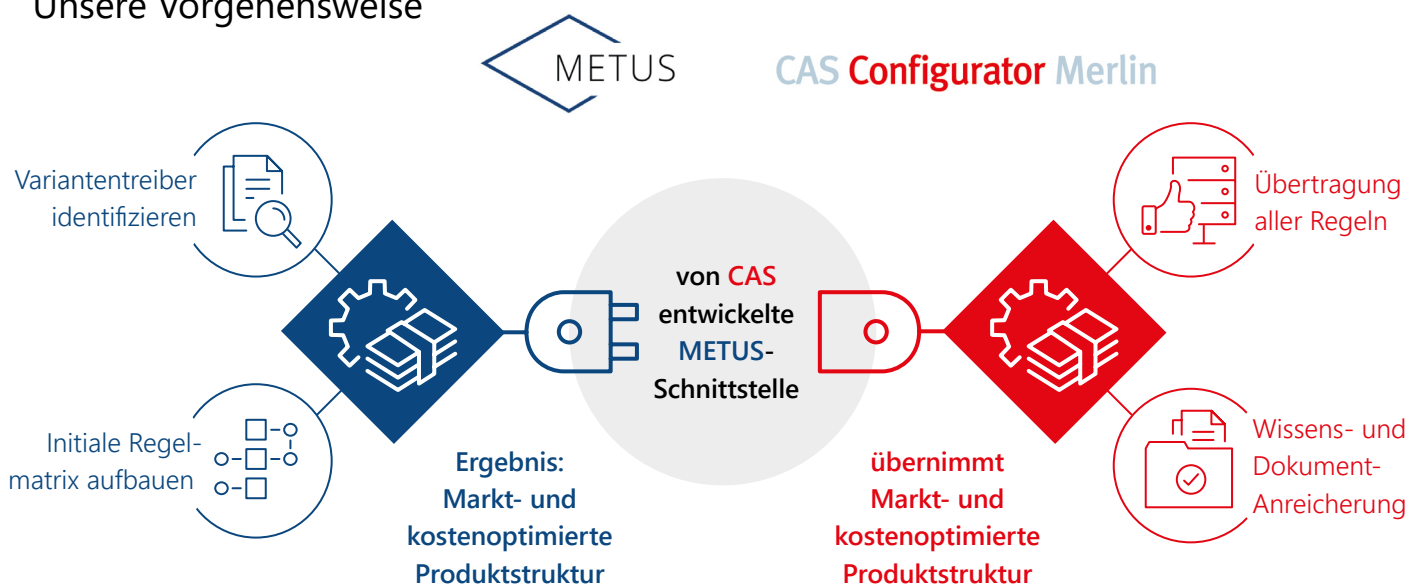 Unsere Vorgehensweise
METUS
CAS Configurator Merlin
Variantentreiber
identifizieren
Initiale Regel-
matrix aufbauen
Ergebnis:
Markt- und
kostenoptimierte
Produktstruktur
von CAS
entwickelte
METUS-
Schnittstelle
übernimmt
Markt- und
kostenoptimierte
Produktstruktur
Übertragung
aller Regeln
Wissens- und
Dokument-
Anreicherung